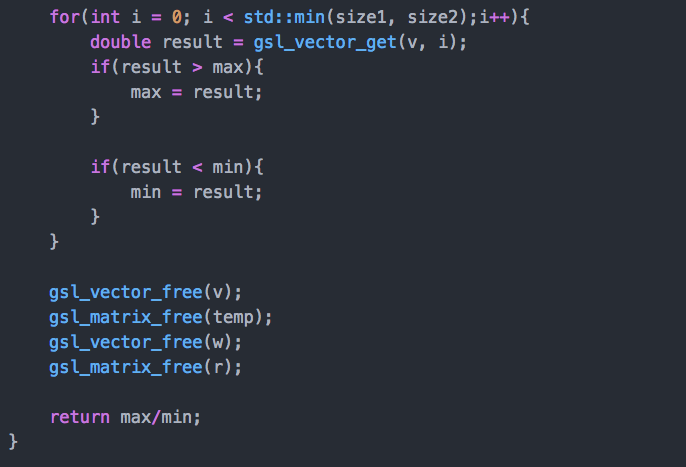 for(int i = 0; i < std::min(size1, size2);i++){
double result = gsl_vector_get(v, i);
if(result > max){
max = result;
}
if(result < min){
min = result;
}
}
gsl_vector_free(v);
gsl_matrix_free(temp);
gsl_vector_free(w);
gsl_matrix_free(r);
return max/min;
}